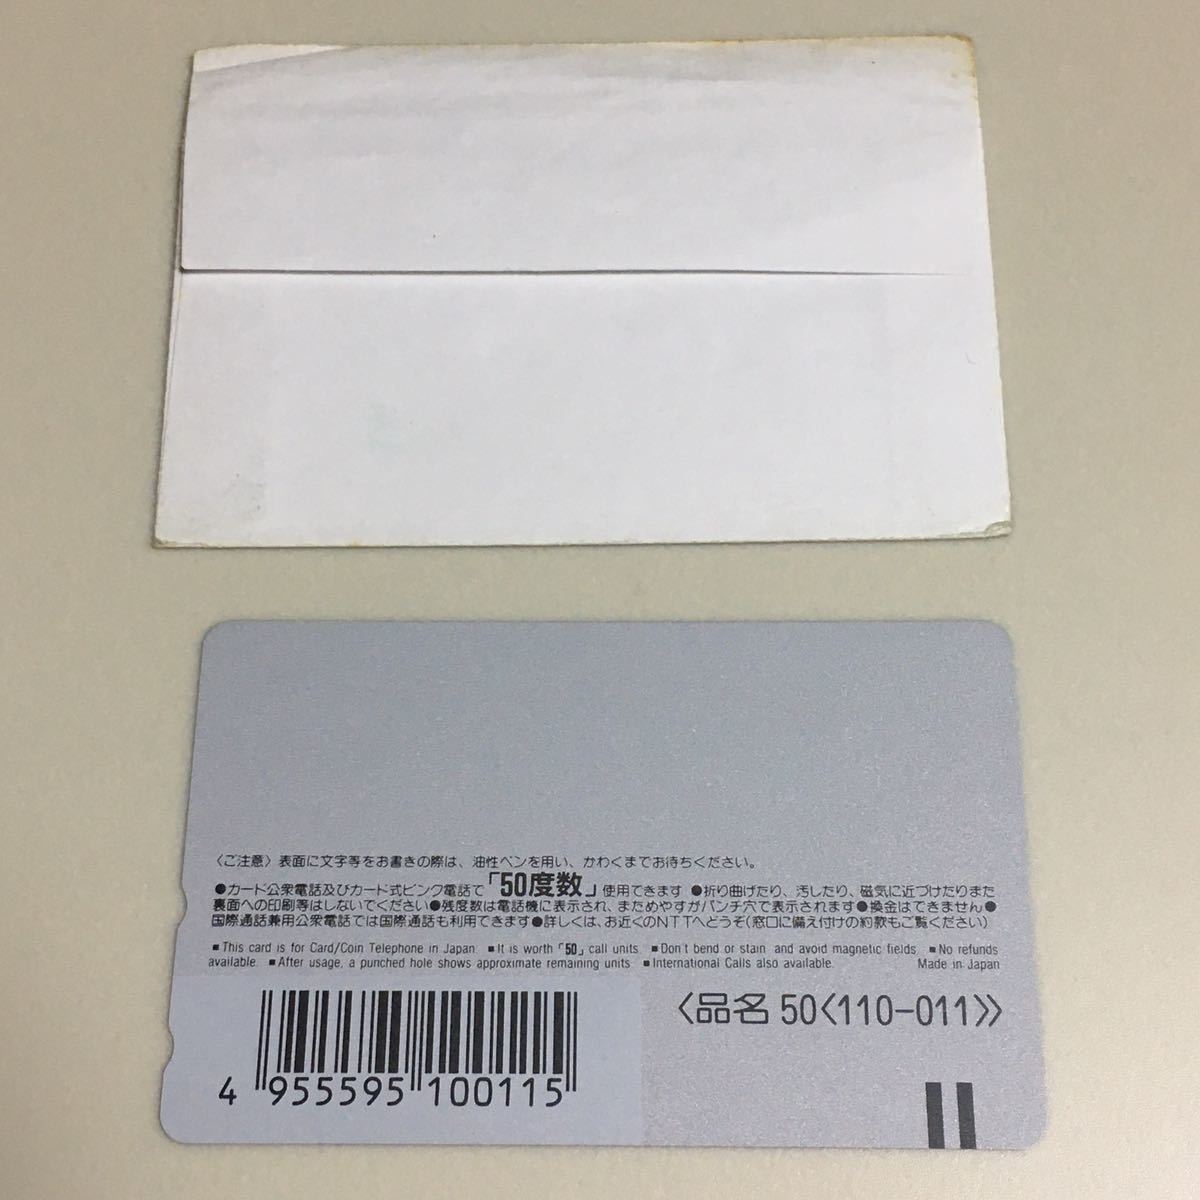 〈ご注意〉表面に文字等をお書きの際は、油性ペンを用い、かわくまでお待ちください。
●カード公衆電話及びカード式ピンク電話で「50度数」使用できます ●折り曲げたり、汚したり、磁気に近づけたりまた
裏面への印刷等はしないでください●残度数は電話機に表示され、まためやすがパンチ穴で表示されます●換金はできません●
国際通話兼用公衆電話では国際通話も利用できます●詳しくは、お近くのNTTへどうぞ(窓口に備え付けの約款もご覧ください)
■This card is for Card/Coin Telephone in Japan ■It is worth「50」call units ■Don't bend or stain and avoid magnetic fields ■No refunds
available. ■After usage, a punched hole shows approximate remaining units ■International Calls also available. Made in Japan
〈品名 50〈110-011〉〉
4 955595 100115